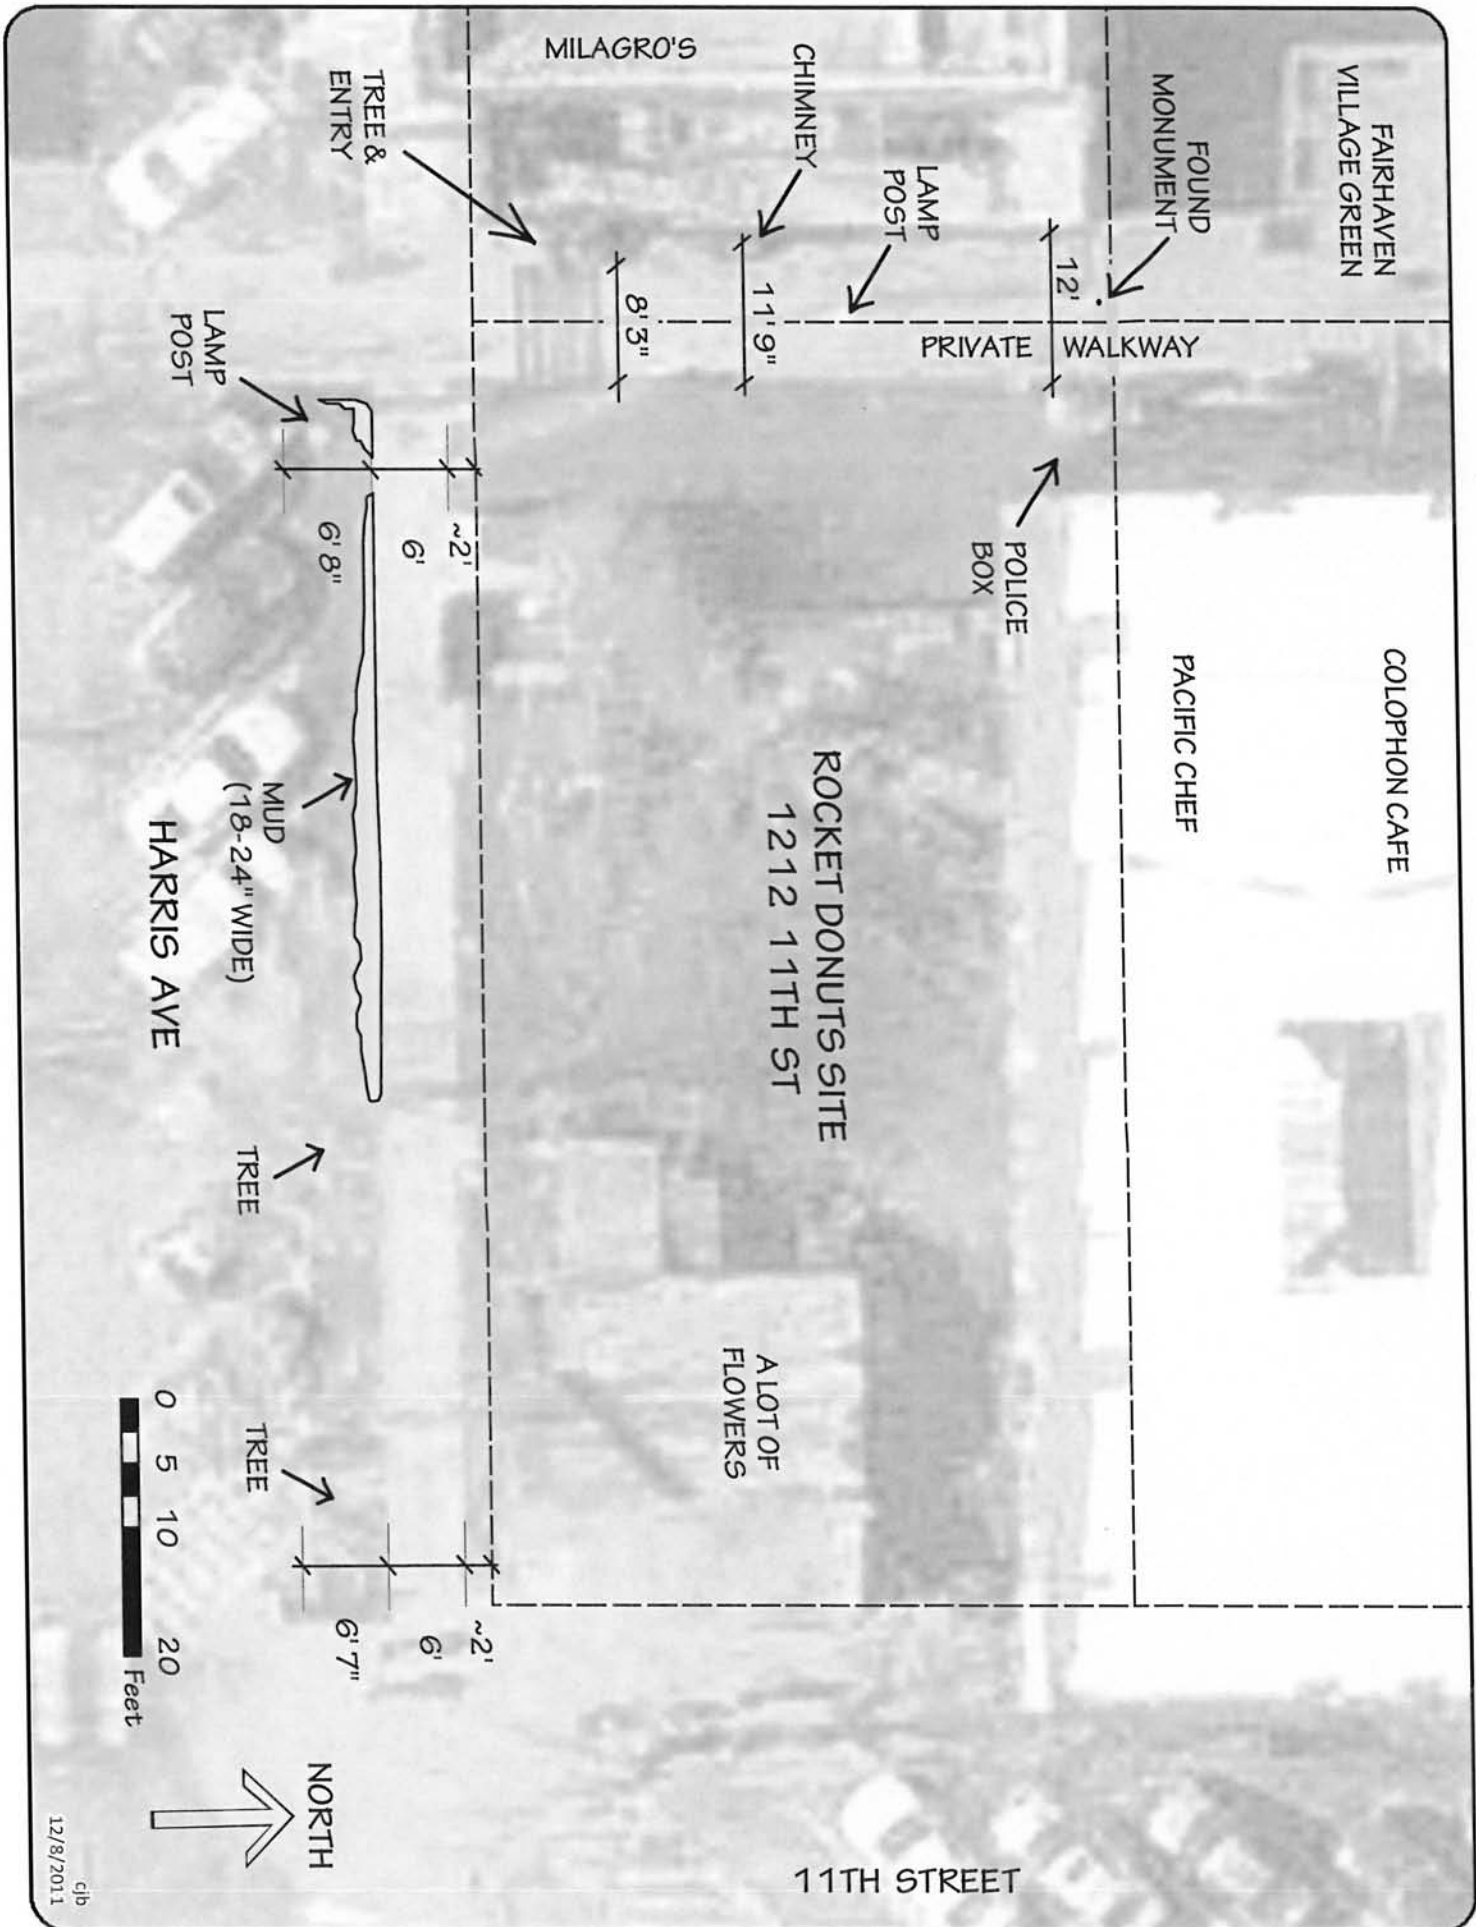 FAIRHAVEN
VILLAGE GREEN
COLOPHON CAFE
FOUND
MONUMENT
PACIFIC CHEF
12'
PRIVATE WALKWAY
POLICE
BOX
LAMP
POST
11TH STREET
CHIMNEY
11' 9"
ROCKET DONUTS SITE
1212 11TH ST
A LOT OF
FLOWERS
MILAGRO'S
8' 3"
TREE &
ENTRY
~2'
6'
6' 8"
~2'
6'
6' 7"
LAMP
POST
MUD
(18-24" WIDE)
TREE
TREE
HARRIS AVE
0 5 10 20
Feet
NORTH
cjb
12/8/2011